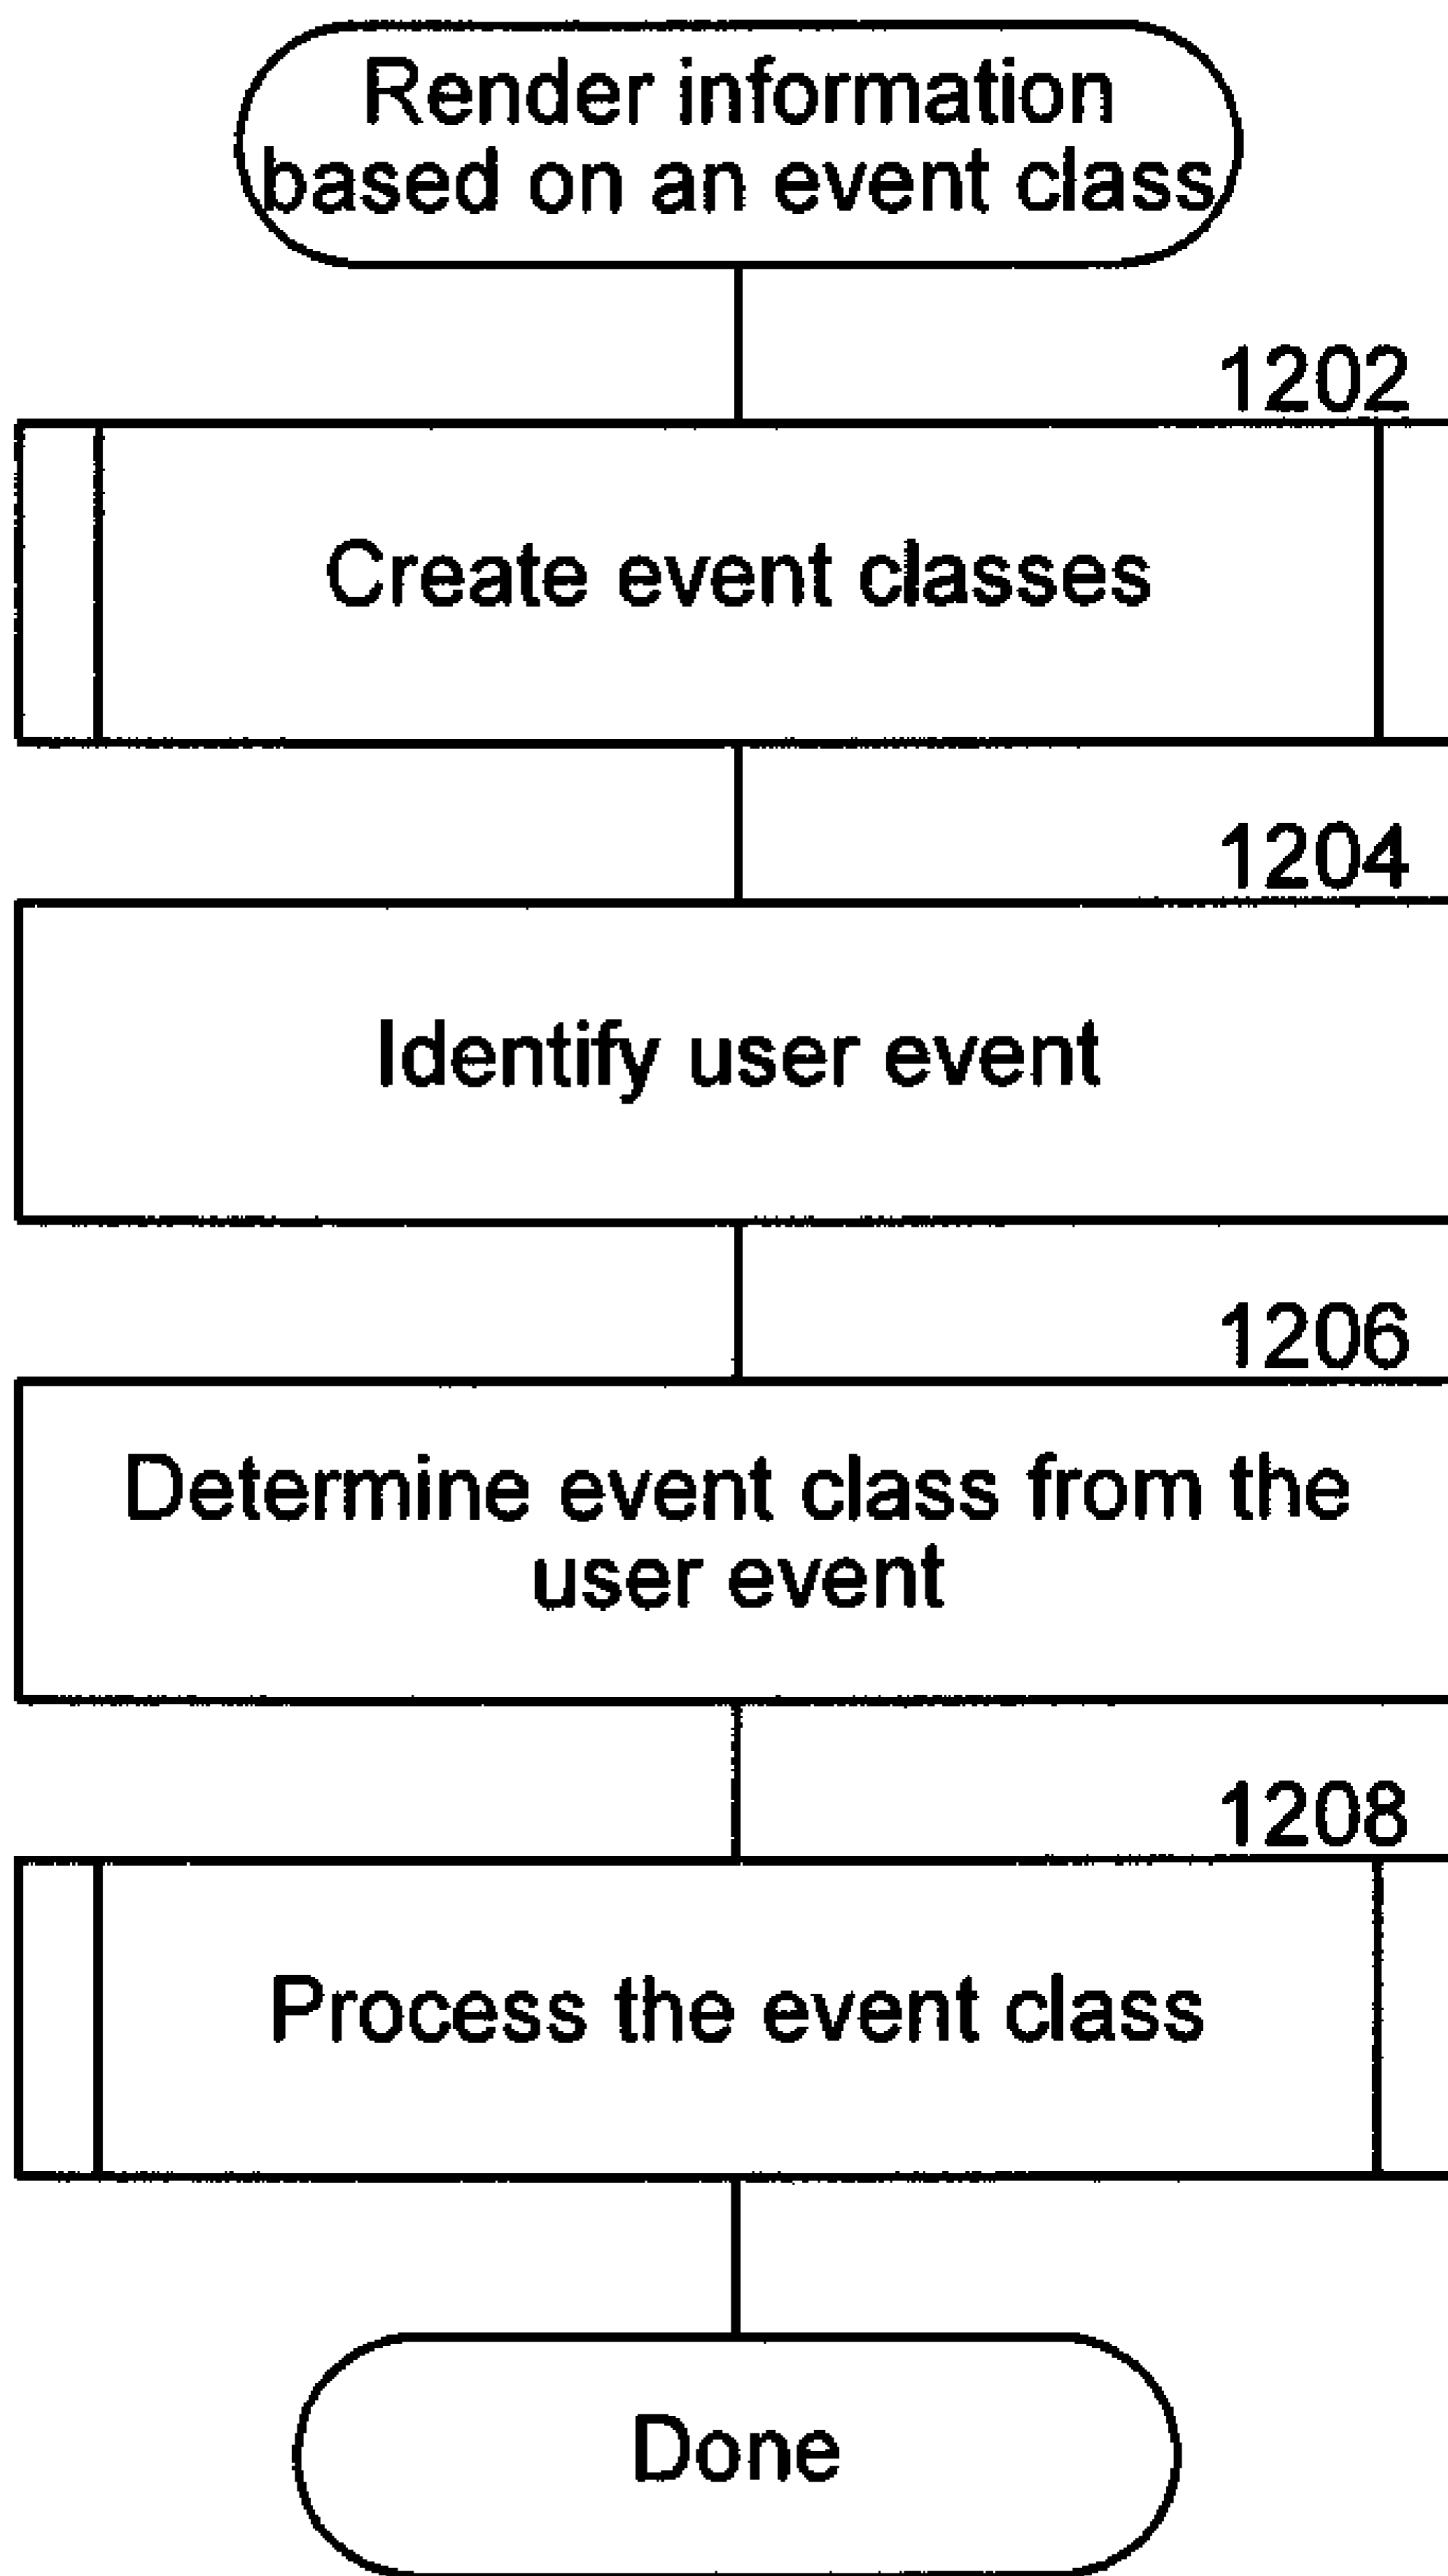 Render information
based on an event class
1202
Create event classes
1204
Identify user event
1206
Determine event class from the
user event
1208
Process the event class
Done